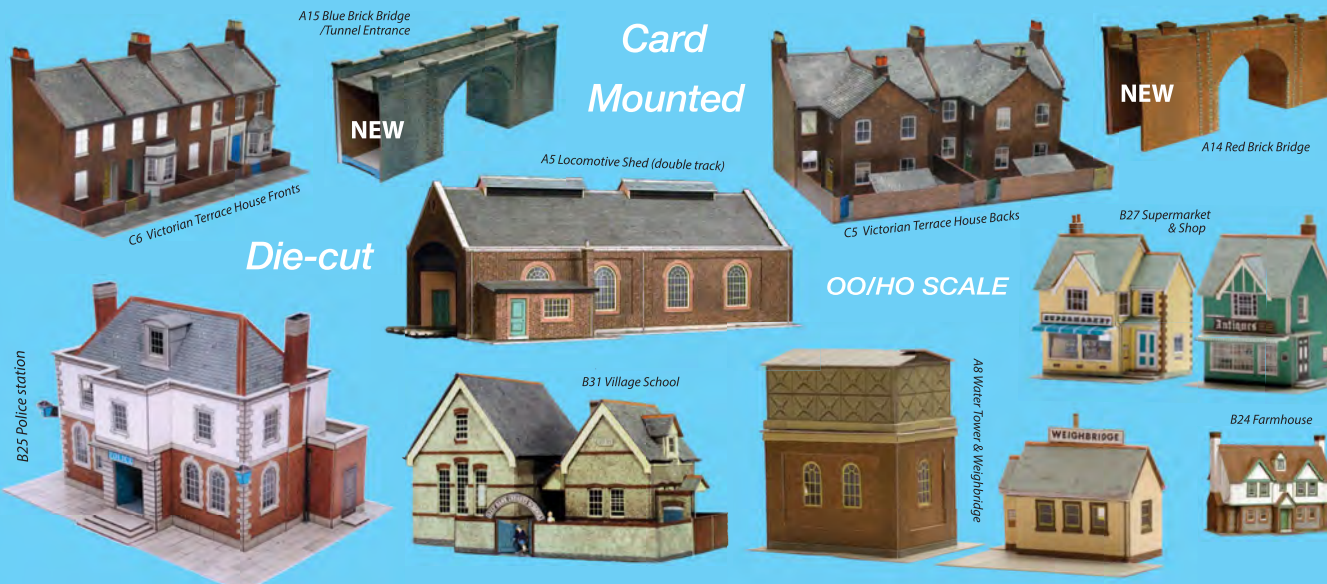 A15 Blue Brick Bridge
/Tunnel Entrance
Card
Mounted
NEW
NEW
A14 Red Brick Bridge
A5 Locomotive Shed (double track)
C6 Victorian Terrace House Fronts
C5 Victorian Terrace House Backs
B27 Supermarket
& Shop
Die-cut
OO/HO SCALE
SUPERMARKET
Antiques
B25 Police station
POLICE
B31 Village School
A8 Water Tower & Weighbridge
WEIGHBRIDGE
B24 Farmhouse